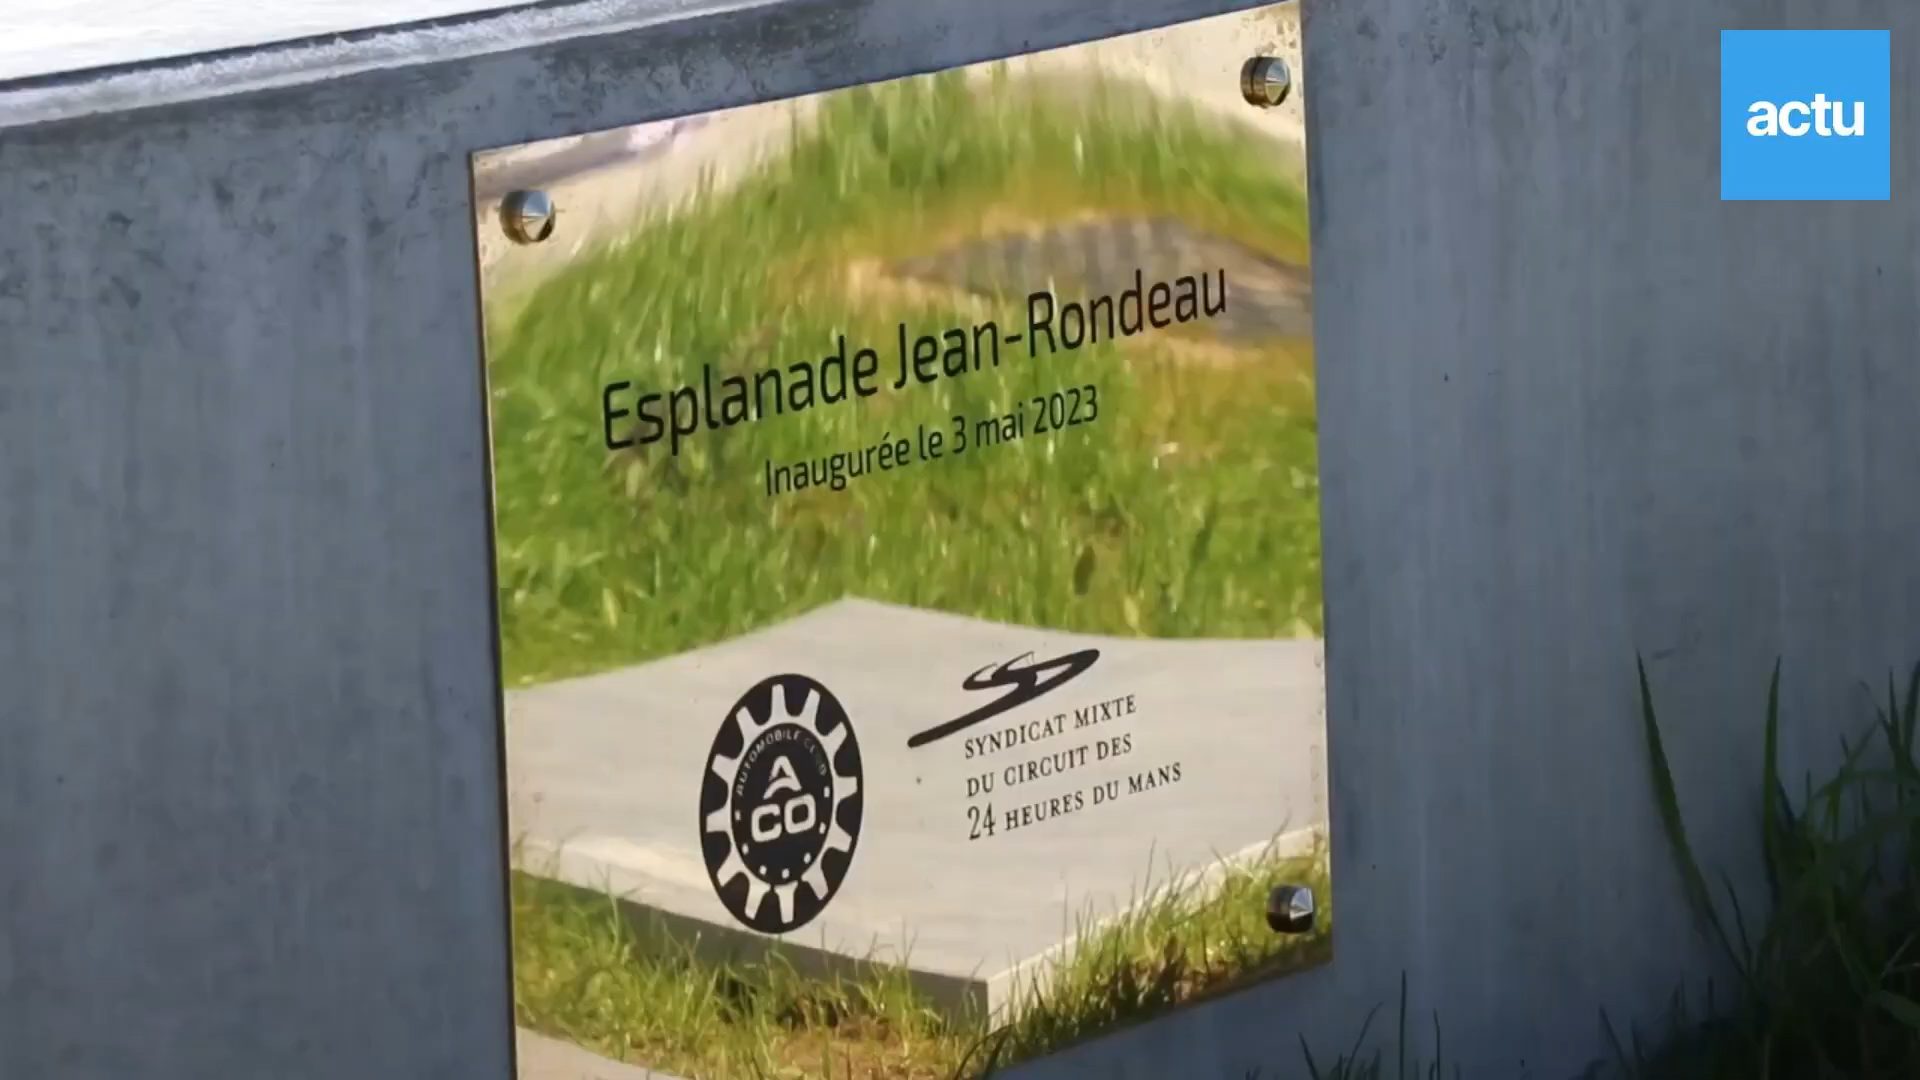 actu
Esplanade Jean-Rondeau
Inaugurée le 3 mai 2023
AUTOMOBILE CLUB
A
CO
SYNDICAT MIXTE
DU CIRCUIT DES
24 HEURES DU MANS